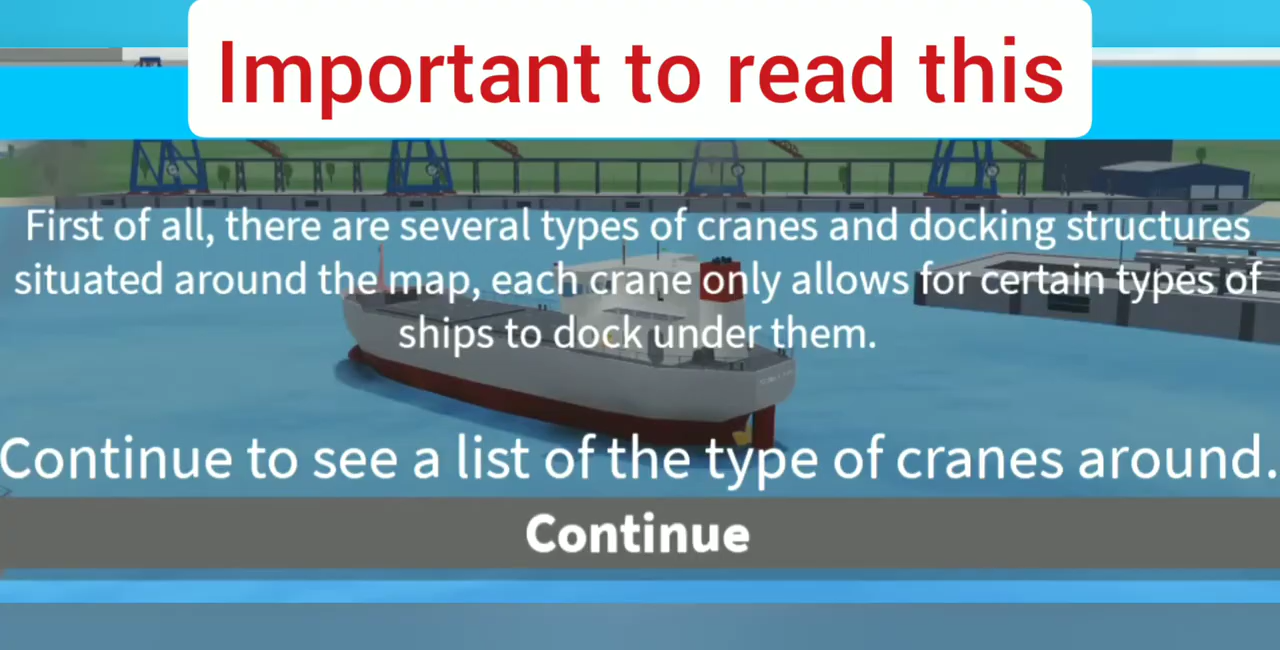 Important to read this
First of all, there are several types of cranes and docking structures
situated around the map, each crane only allows for certain types of
ships to dock under them.
Continue to see a list of the type of cranes around.
Continue